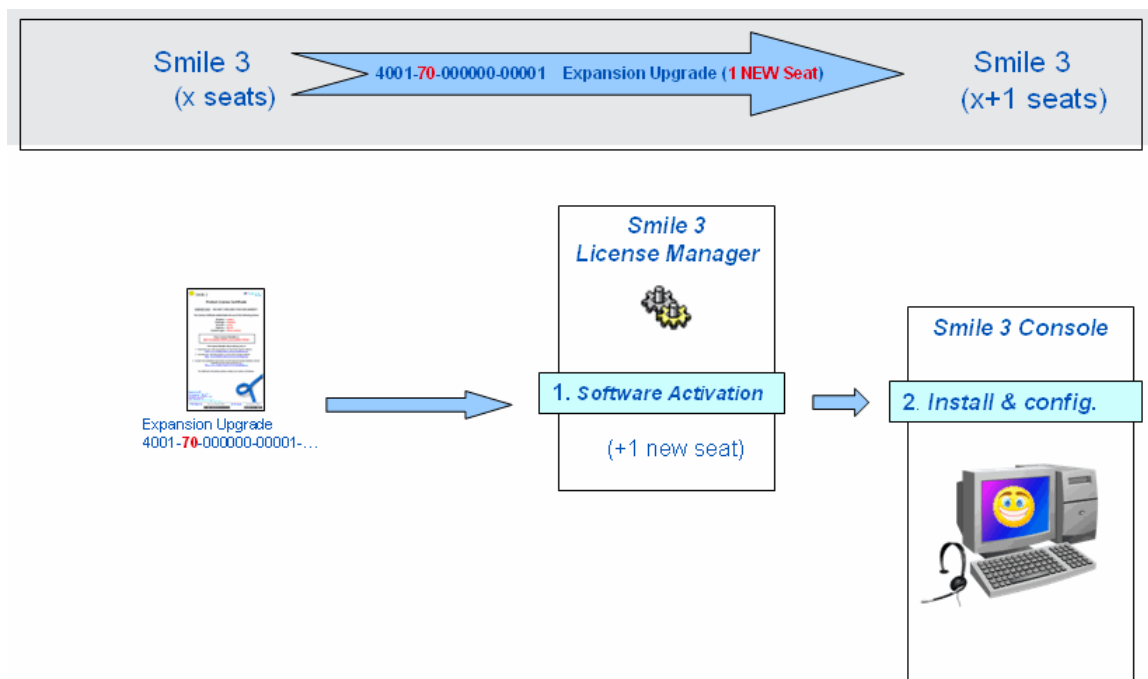 Smile 3
(x seats)
4001-70-000000-00001 Expansion Upgrade (1 NEW Seat)
Smile 3
(x+1 seats)
Smile 3
License Manager
1. Software Activation
(+1 new seat)
Smile 3 Console
2. Install & config.
Expansion Upgrade
4001-70-000000-00001-...